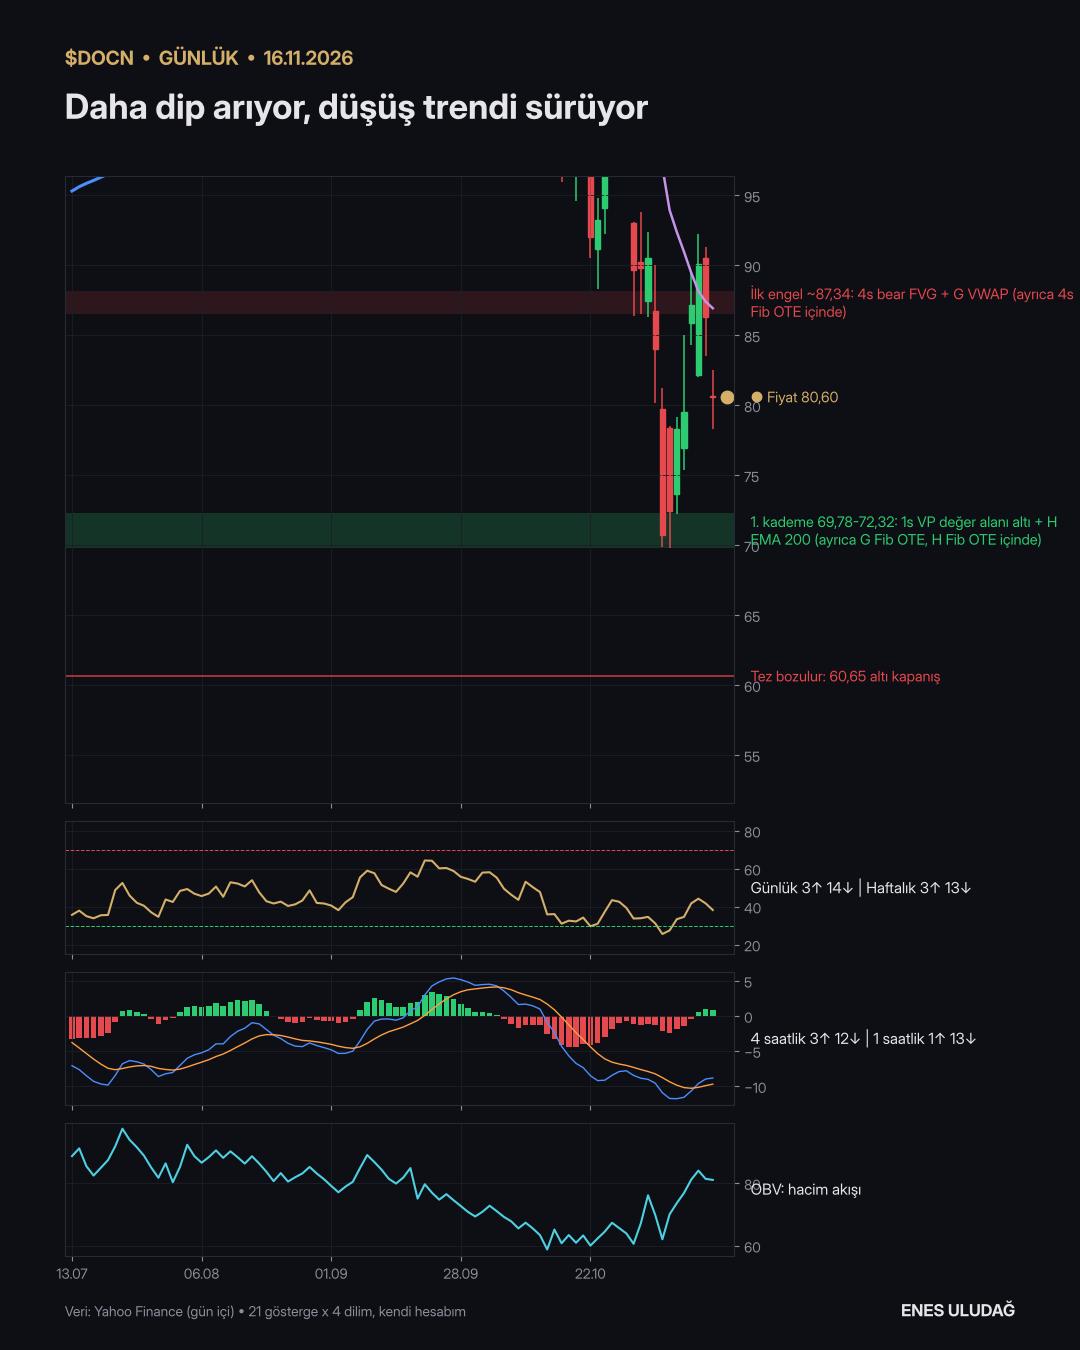 $DOCN • GÜNLÜK • 16.11.2026
Daha dip arıyor, düşüş trendi sürüyor
95
90
İlk engel ~87,34: 4s bear FVG + G VWAP (ayrıca 4s
Fib OTE içinde)
85
Fiyat 80,60
80
75
1. kademe 69,78-72,32: 1s VP değer alanı altı + H
EMA 200 (ayrıca G Fib OTE, H Fib OTE içinde)
70
65
Tez bozulur: 60,65 altı kapanış
60
55
80
60
Günlük 3↑ 14↓ | Haftalık 3↑ 13↓
40
20
5
0
4 saatlik 3↑ 12↓ | 1 saatlik 1↑ 13↓
−5
−10
80
OBV: hacim akışı
60
13.07 06.08 01.09 28.09 22.10
Veri: Yahoo Finance (gün içi) • 21 gösterge x 4 dilim, kendi hesabım
ENES ULUDAĞ